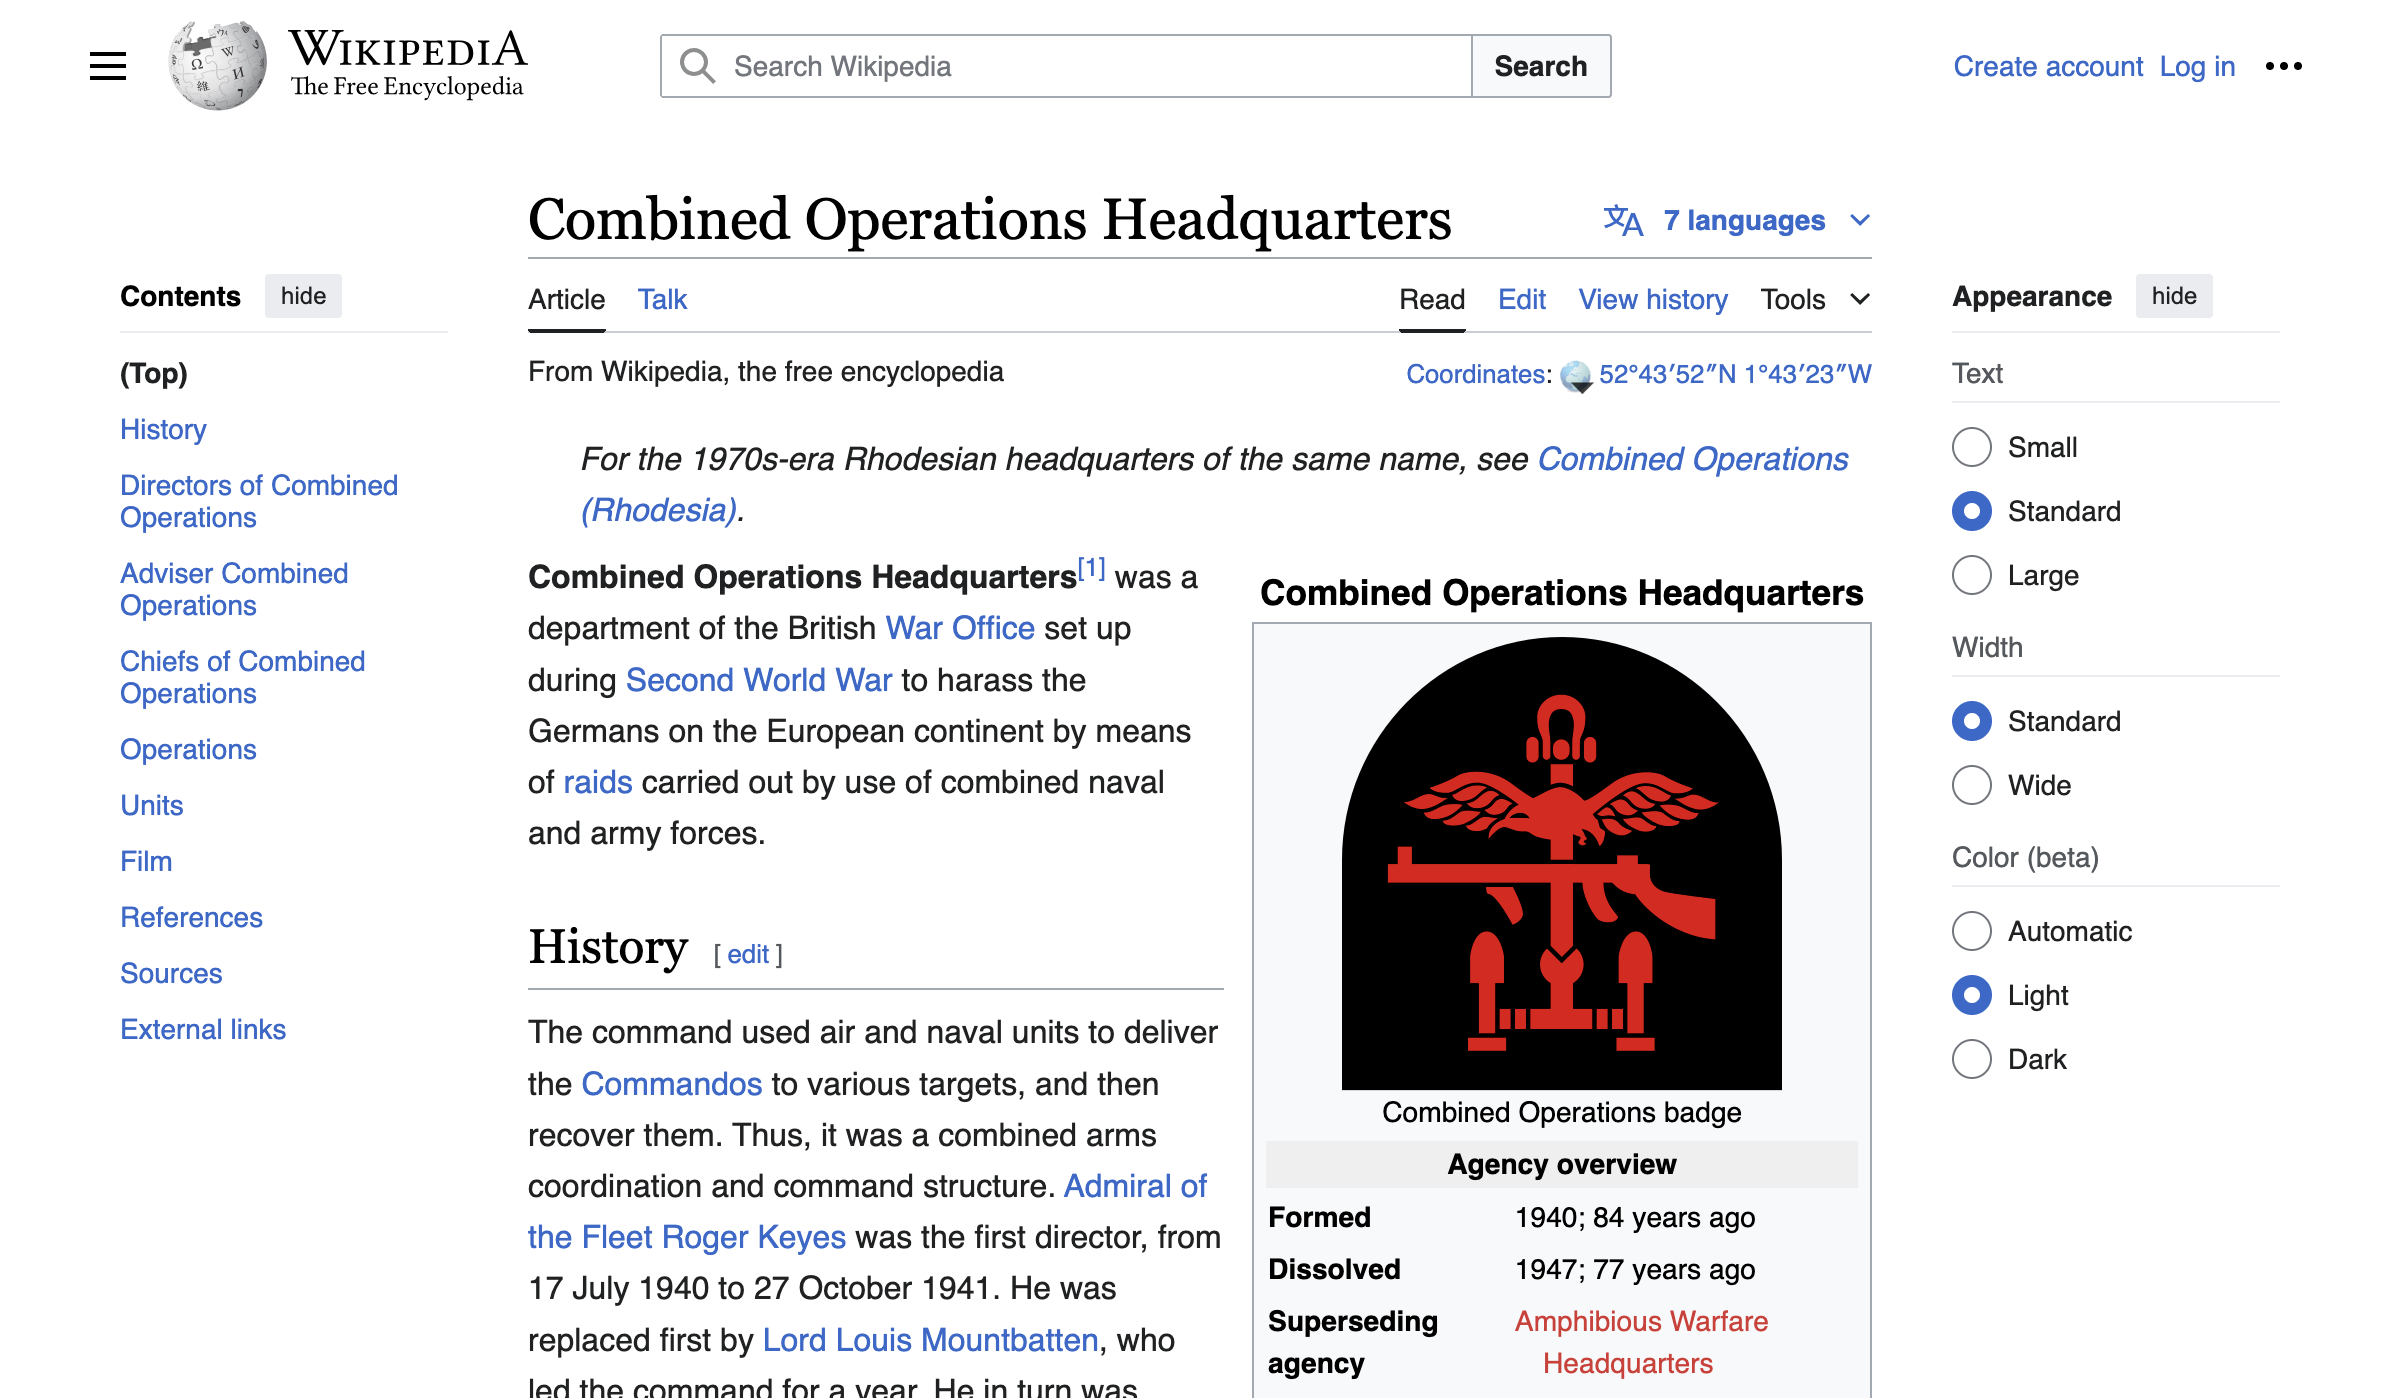 WIKIPEDIA
The Free Encyclopedia
Search Wikipedia
Search
Create account Log in
Contents hide
(Top)
History
Directors of Combined
Operations
Adviser Combined
Operations
Chiefs of Combined
Operations
Operations
Units
Film
References
Sources
External links
Combined Operations Headquarters
文A 7 languages
Article Talk
Read Edit View history Tools
From Wikipedia, the free encyclopedia
Coordinates: 52°43′52″N 1°43′23″W
For the 1970s-era Rhodesian headquarters of the same name, see Combined Operations
(Rhodesia).
Combined Operations Headquarters[1] was a
department of the British War Office set up
during Second World War to harass the
Germans on the European continent by means
of raids carried out by use of combined naval
and army forces.
History [ edit ]
The command used air and naval units to deliver
the Commandos to various targets, and then
recover them. Thus, it was a combined arms
coordination and command structure. Admiral of
the Fleet Roger Keyes was the first director, from
17 July 1940 to 27 October 1941. He was
replaced first by Lord Louis Mountbatten, who
led the command for a year. He in turn was
Combined Operations Headquarters
Combined Operations badge
Agency overview
Formed 1940; 84 years ago
Dissolved 1947; 77 years ago
Superseding Amphibious Warfare
agency Headquarters
Appearance hide
Text
Small
Standard
Large
Width
Standard
Wide
Color (beta)
Automatic
Light
Dark